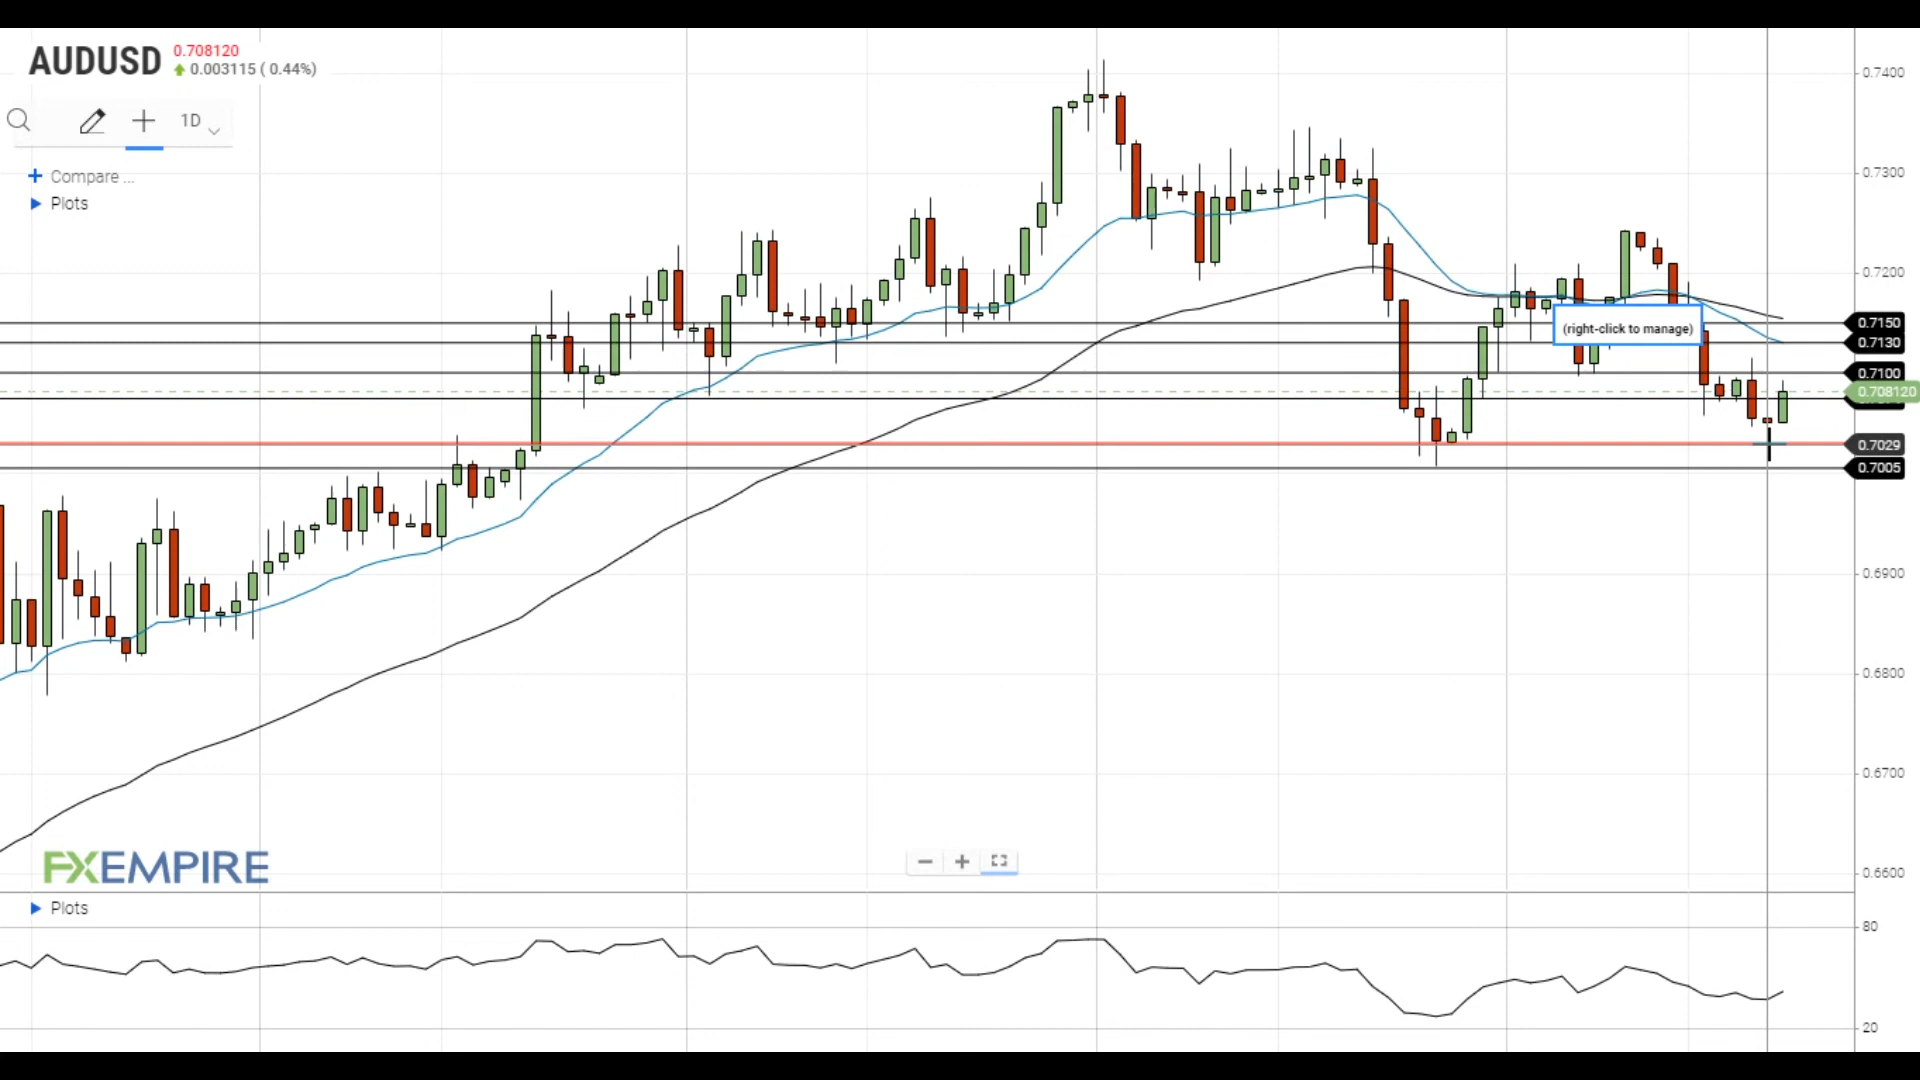 AUDUSD
0.708120
0.003115 ( 0.44%)
1D
Compare ...
Plots
(right-click to manage)
0.7400
0.7300
0.7200
0.7150
0.7130
0.7100
0.708120
0.7029
0.7005
0.6900
0.6800
0.6700
0.6600
FXEMPIRE
Plots
80
20